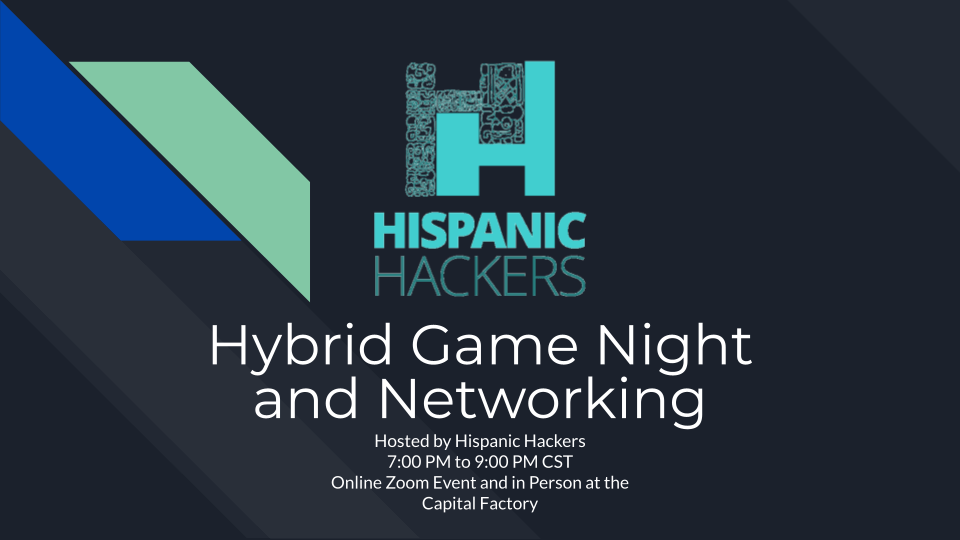 HISPANIC
HACKERS
Hybrid Game Night
and Networking
Hosted by Hispanic Hackers
7:00 PM to 9:00 PM CST
Online Zoom Event and in Person at the
Capital Factory